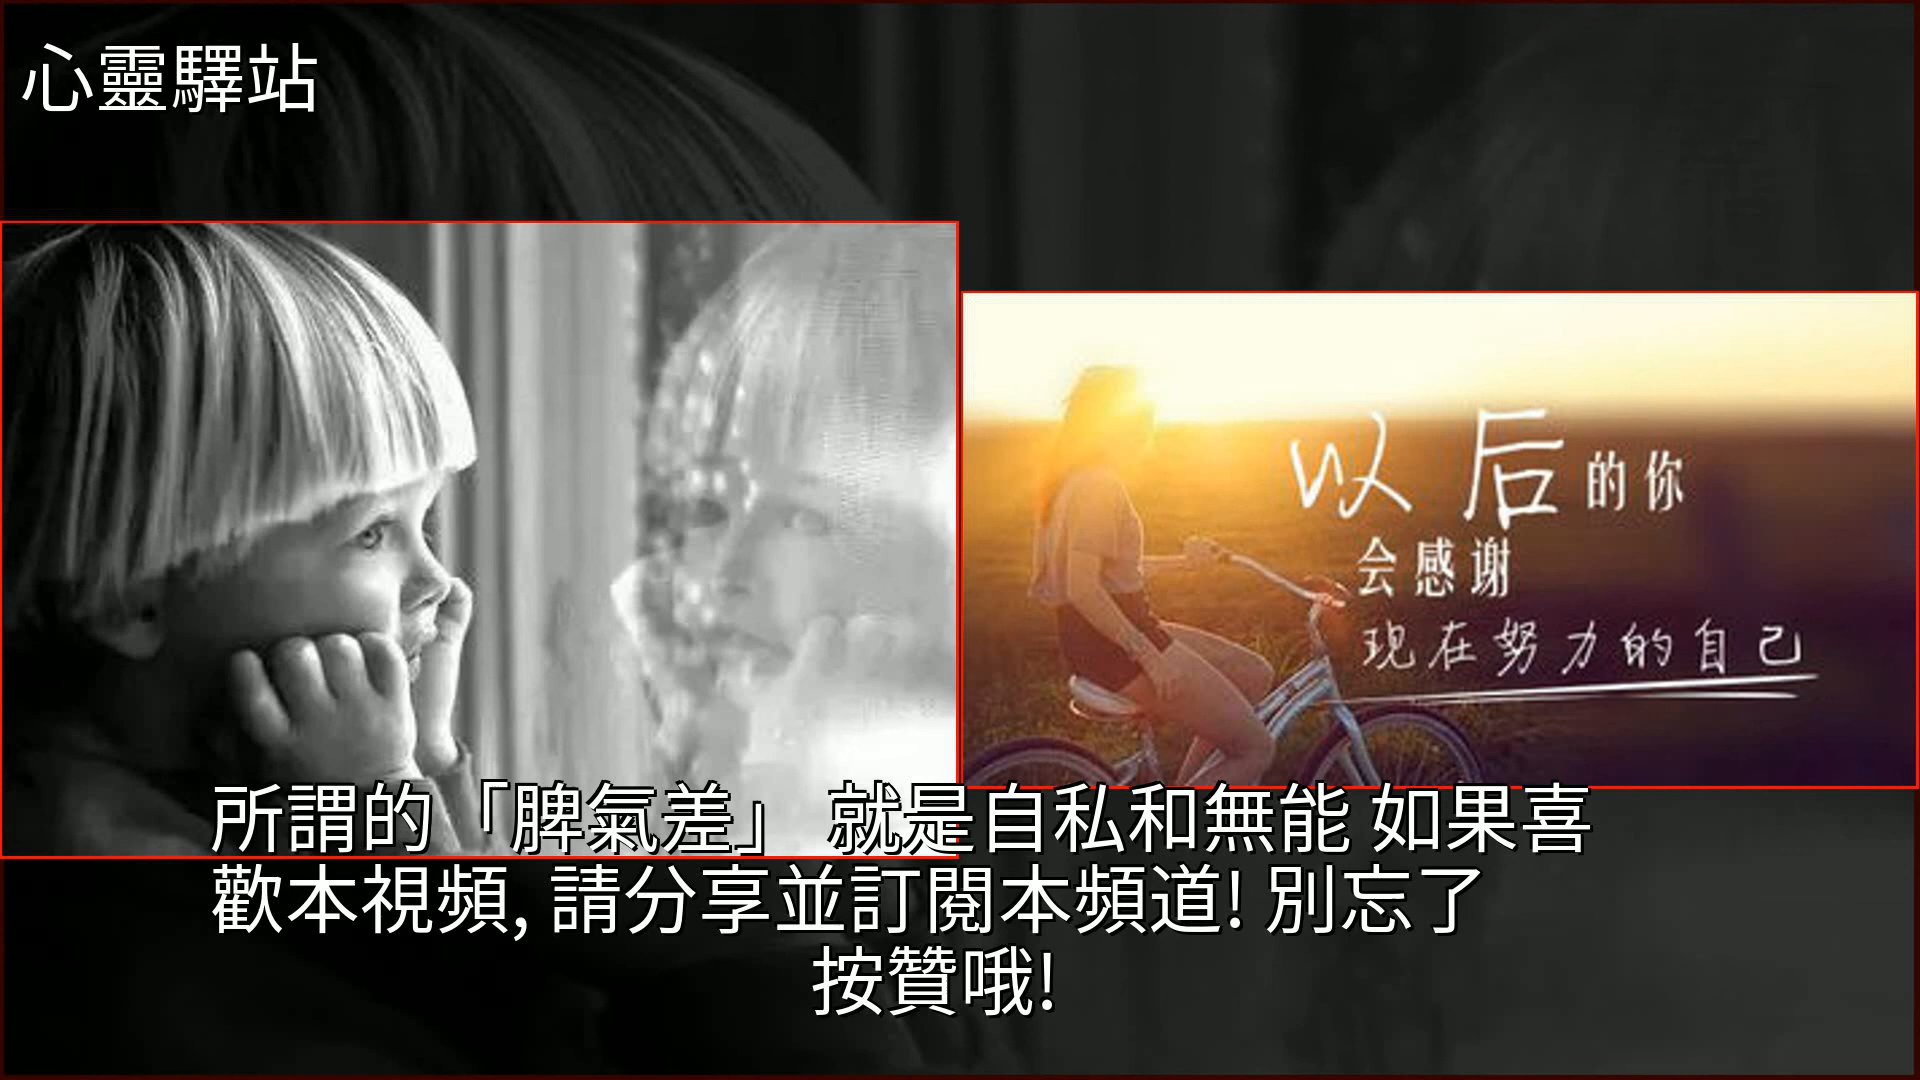 心靈驛站
以后的你
会感谢
现在努力的自己
所謂的「脾氣差」 就是自私和無能 如果喜
歡本視頻, 請分享並訂閱本頻道! 別忘了
按贊哦!